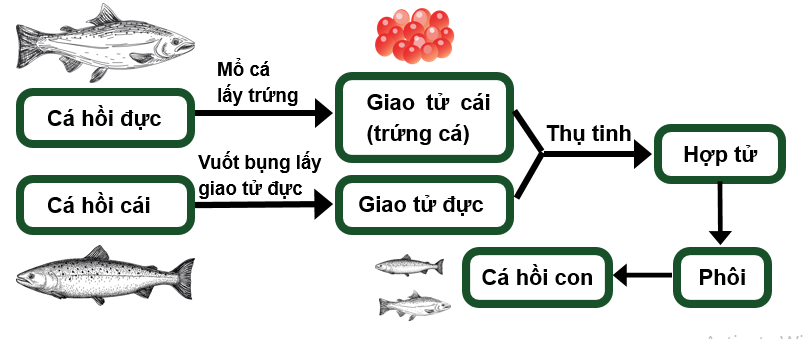 Mổ cá
lấy trứng
Cá hồi đực
Giao tử cái
(trứng cá)
Thụ tinh
Hợp tử
Vuốt bụng lấy
giao tử đực
Cá hồi cái
Giao tử đực
Cá hồi con
Phôi